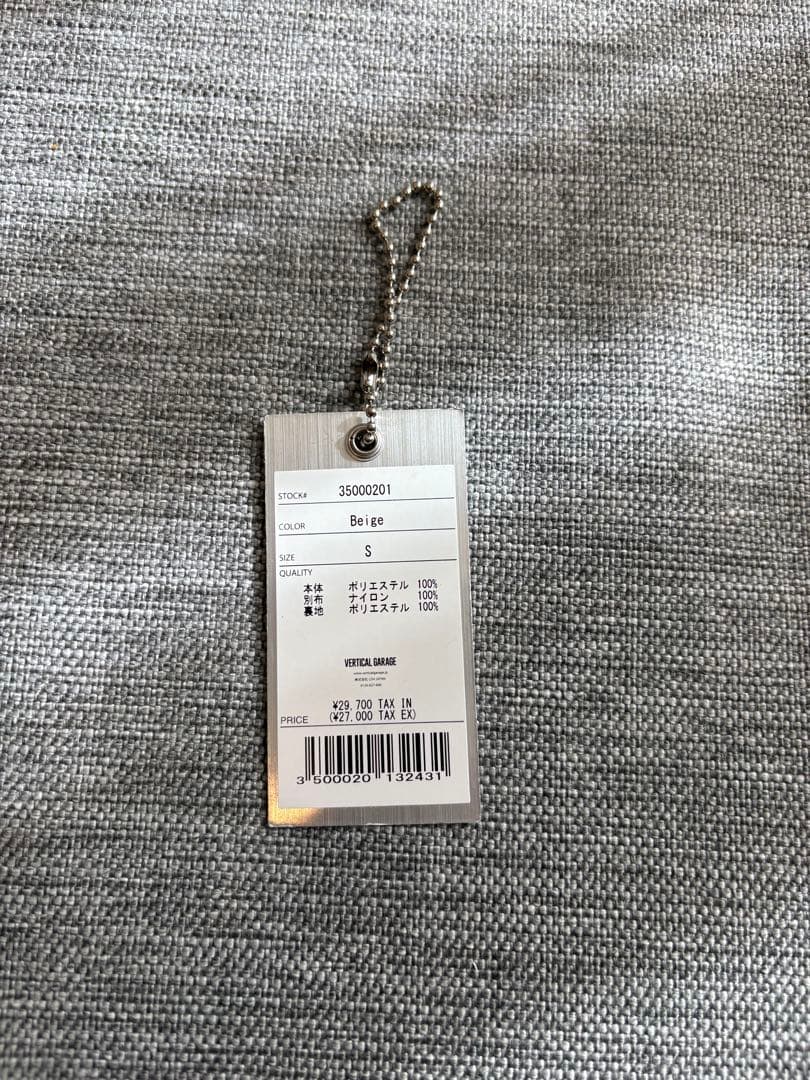 STOCK# 35000201
COLOR Beige
SIZE S
QUALITY
本体 ポリエステル 100%
別布 ナイロン 100%
裏地 ポリエステル 100%
VERTICAL GARAGE
¥29,700 TAX IN
PRICE (¥27,000 TAX EX)
3 500020 132431